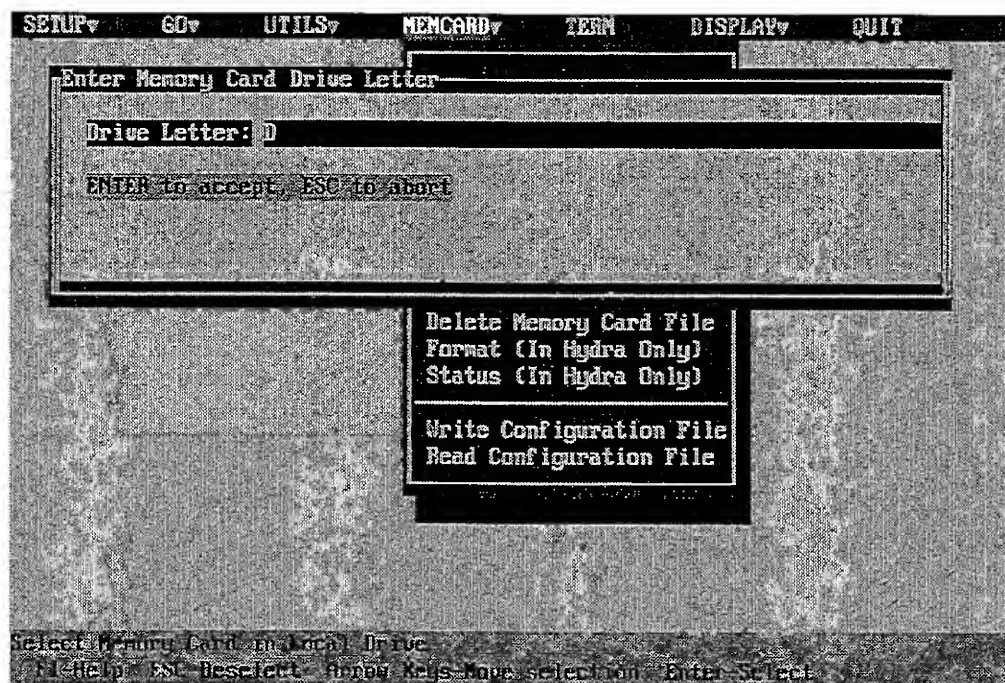 SETUP▾ GO▾ UTILS▾ MEMCARD▾ TERM DISPLAY▾ QUIT
Enter Memory Card Drive Letter
Drive Letter: D
ENTER to accept, ESC to abort
Delete Memory Card File
Format (In Hydra Only)
Status (In Hydra Only)
Write Configuration File
Read Configuration File
Select Memory Card in Local Drive
F1-Help ESC-Deselect Arrow Keys-Move selection Enter-Select